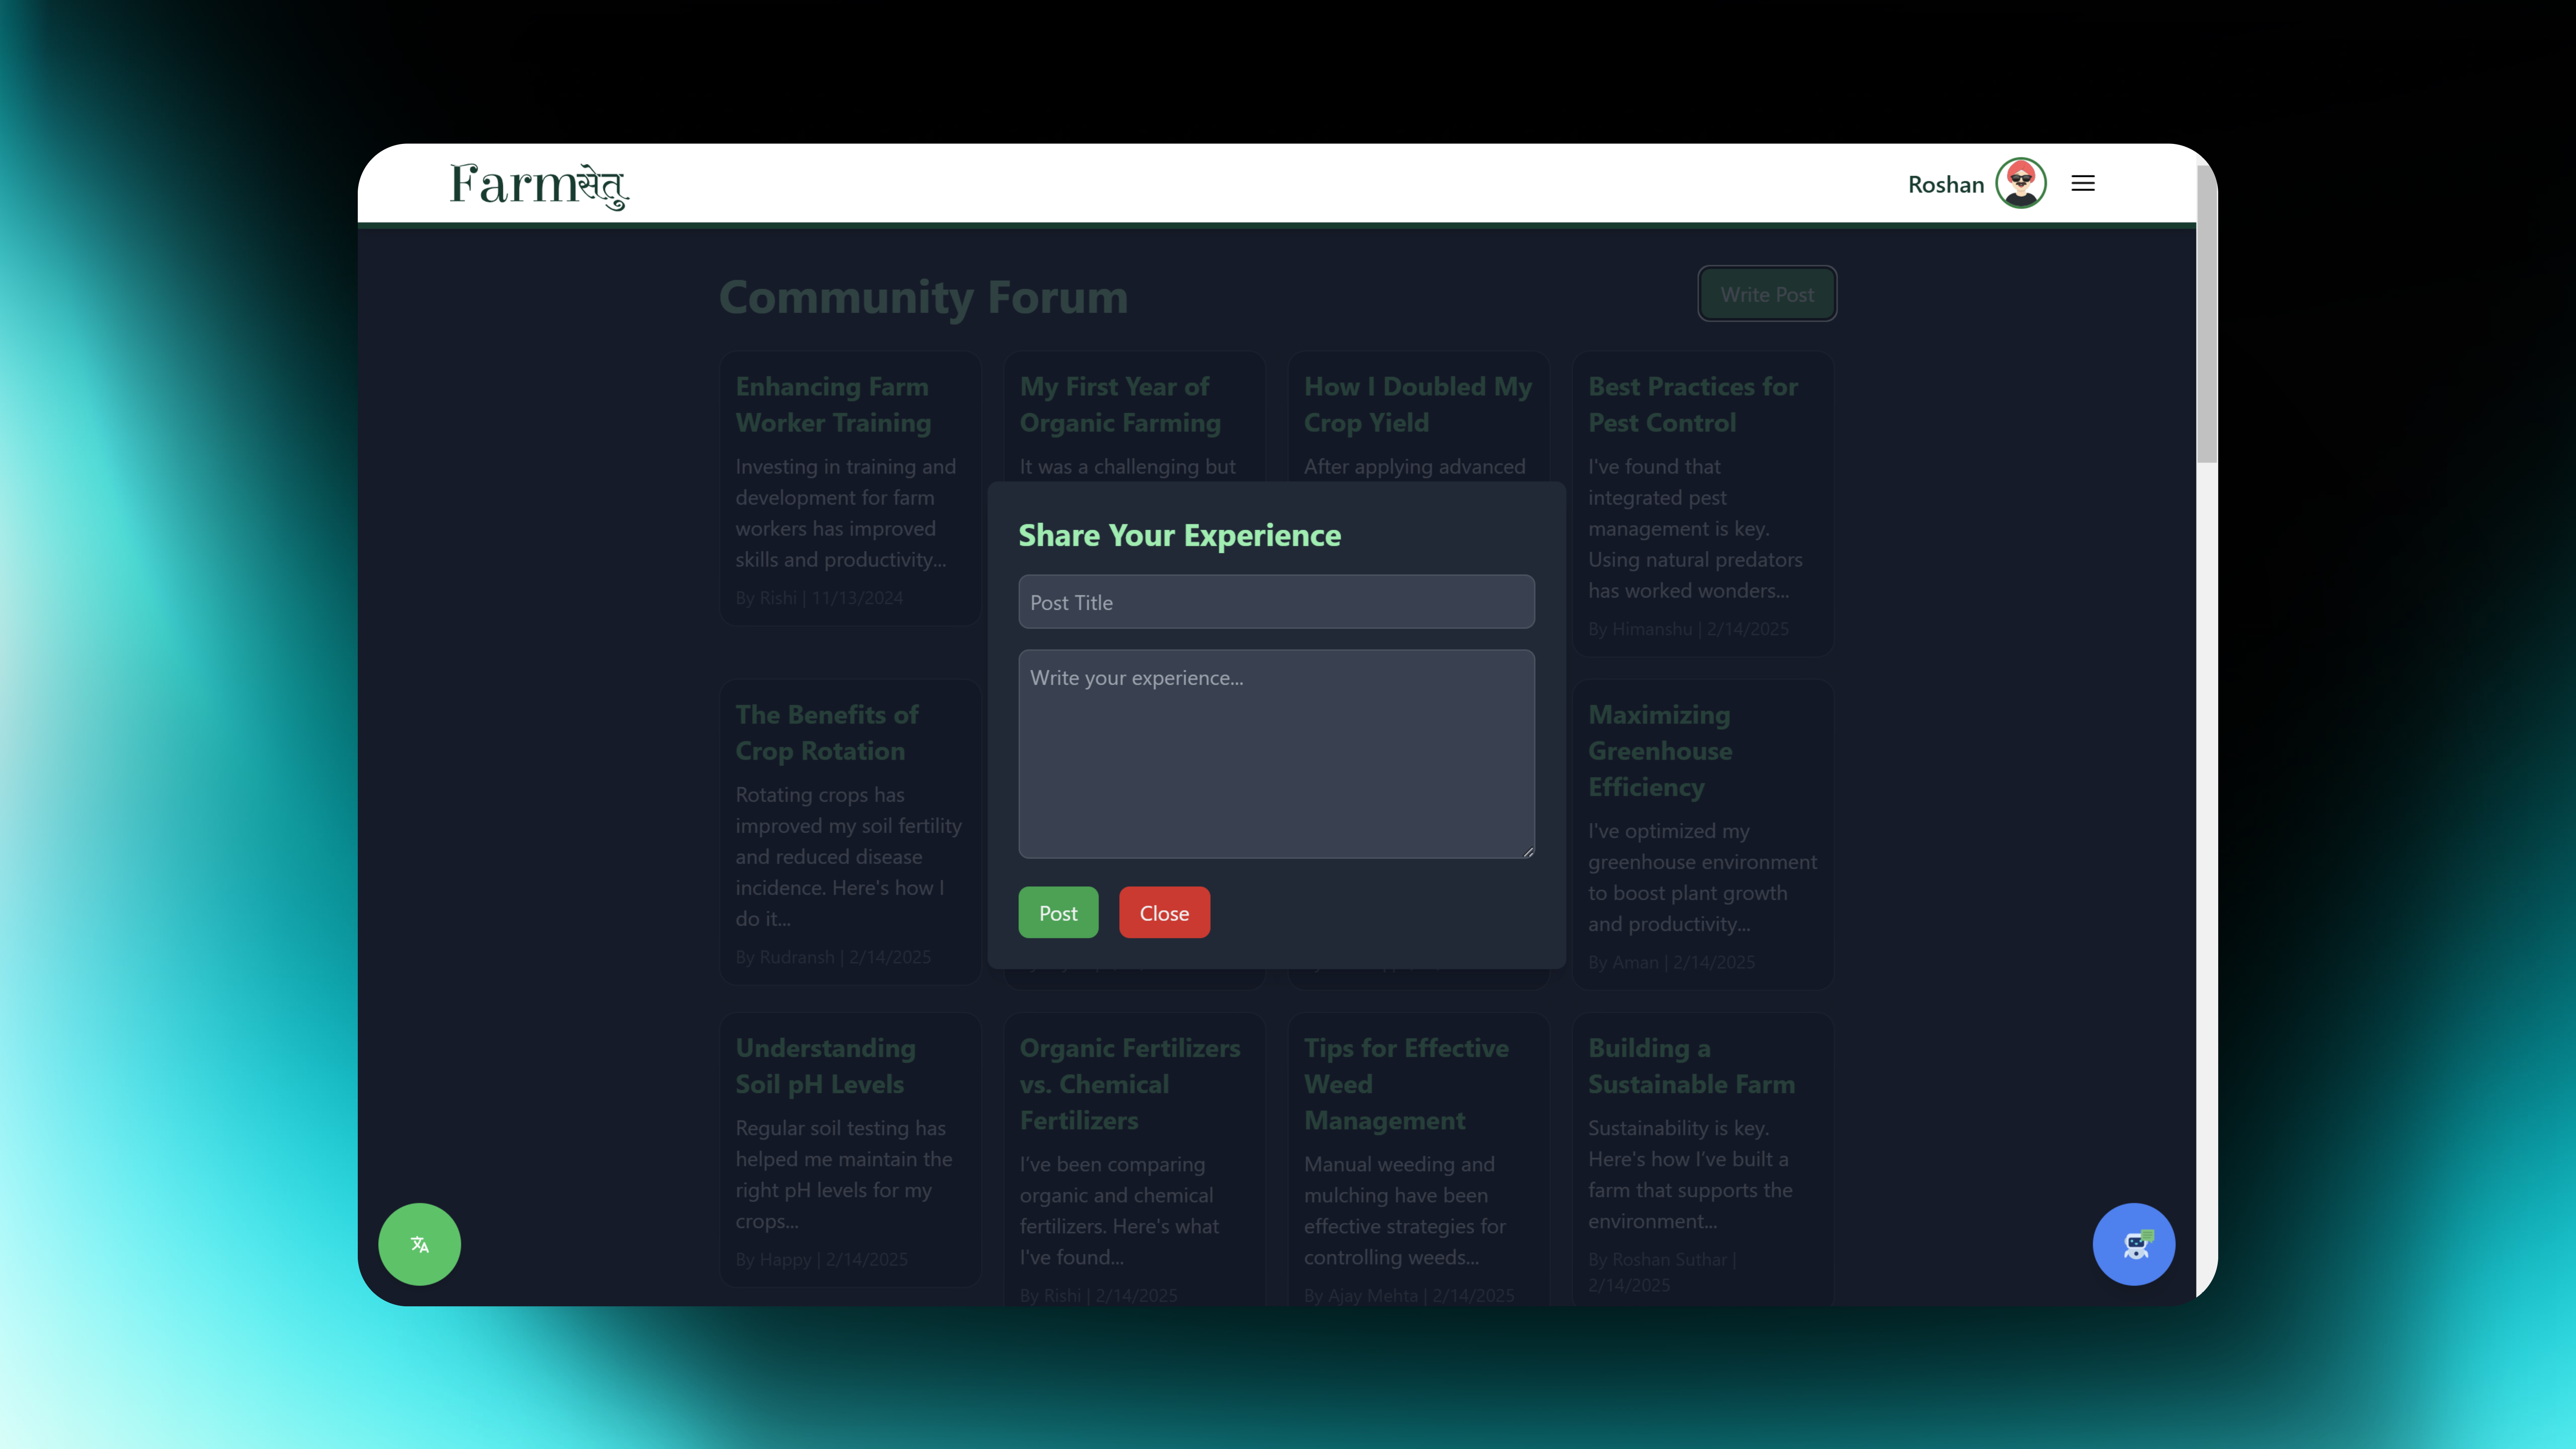 Farmसेतु
Roshan
Community Forum
Write Post
Enhancing Farm
Worker Training
Investing in training and
development for farm
workers has improved
skills and productivity...
By Rishi | 11/13/2024
My First Year of
Organic Farming
It was a challenging but
How I Doubled My
Crop Yield
After applying advanced
Best Practices for
Pest Control
I've found that
integrated pest
management is key.
Using natural predators
has worked wonders...
By Himanshu | 2/14/2025
Share Your Experience
Post Title
Write your experience...
Post
Close
The Benefits of
Crop Rotation
Rotating crops has
improved my soil fertility
and reduced disease
incidence. Here's how I
do it...
By Rudransh | 2/14/2025
Maximizing
Greenhouse
Efficiency
I've optimized my
greenhouse environment
to boost plant growth
and productivity...
By Aman | 2/14/2025
Understanding
Soil pH Levels
Regular soil testing has
helped me maintain the
right pH levels for my
crops...
By Happy | 2/14/2025
Organic Fertilizers
vs. Chemical
Fertilizers
I've been comparing
organic and chemical
fertilizers. Here's what
I've found...
By Rishi | 2/14/2025
Tips for Effective
Weed
Management
Manual weeding and
mulching have been
effective strategies for
controlling weeds...
By Ajay Mehta | 2/14/2025
Building a
Sustainable Farm
Sustainability is key.
Here's how I've built a
farm that supports the
environment...
By Roshan Suthar |
2/14/2025